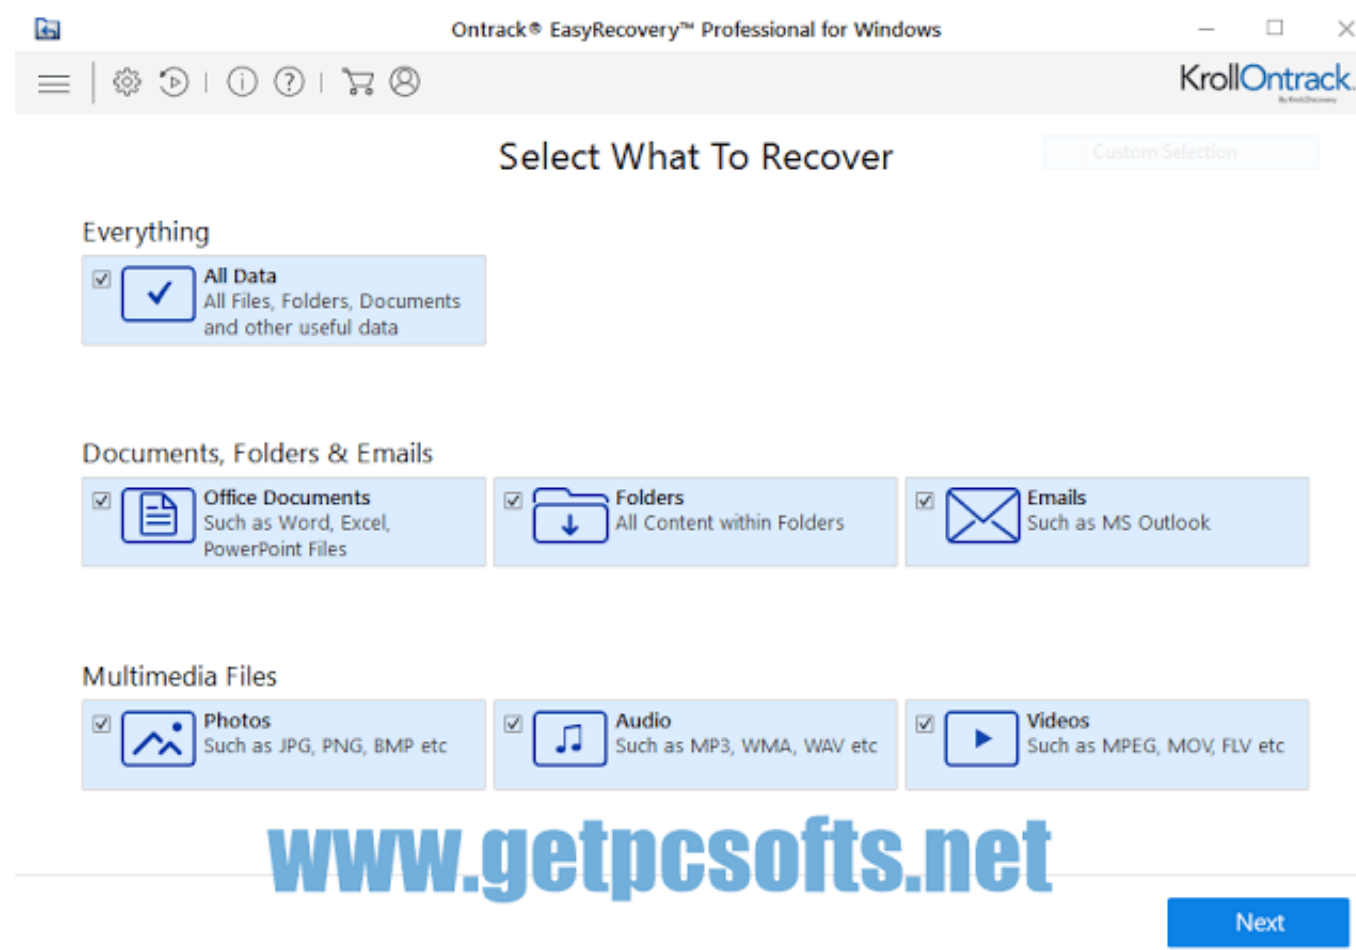 Ontrack® EasyRecovery™ Professional for Windows
KrollOntrack.
By KrollDiscovery
Select What To Recover
Custom Selection
Everything
All Data
All Files, Folders, Documents
and other useful data
Documents, Folders & Emails
Office Documents
Such as Word, Excel,
PowerPoint Files
Folders
All Content within Folders
Emails
Such as MS Outlook
Multimedia Files
Photos
Such as JPG, PNG, BMP etc
Audio
Such as MP3, WMA, WAV etc
Videos
Such as MPEG, MOV, FLV etc
www.getpcsofts.net
Next